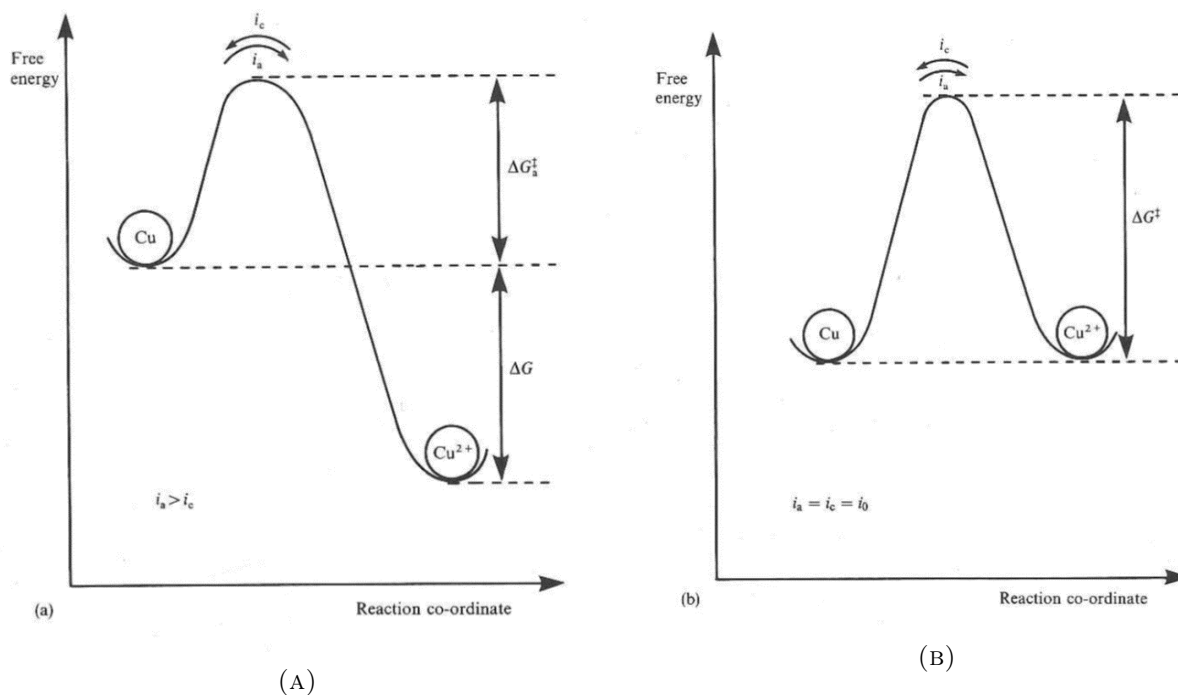 Free
energy
i_c
i_a
ΔG‡a
Cu
ΔG
Cu²⁺
i_a > i_c
(a)
Reaction co-ordinate
(A)
Free
energy
i_c
i_a
ΔG‡
Cu
Cu²⁺
i_a = i_c = i_0
(b)
Reaction co-ordinate
(B)